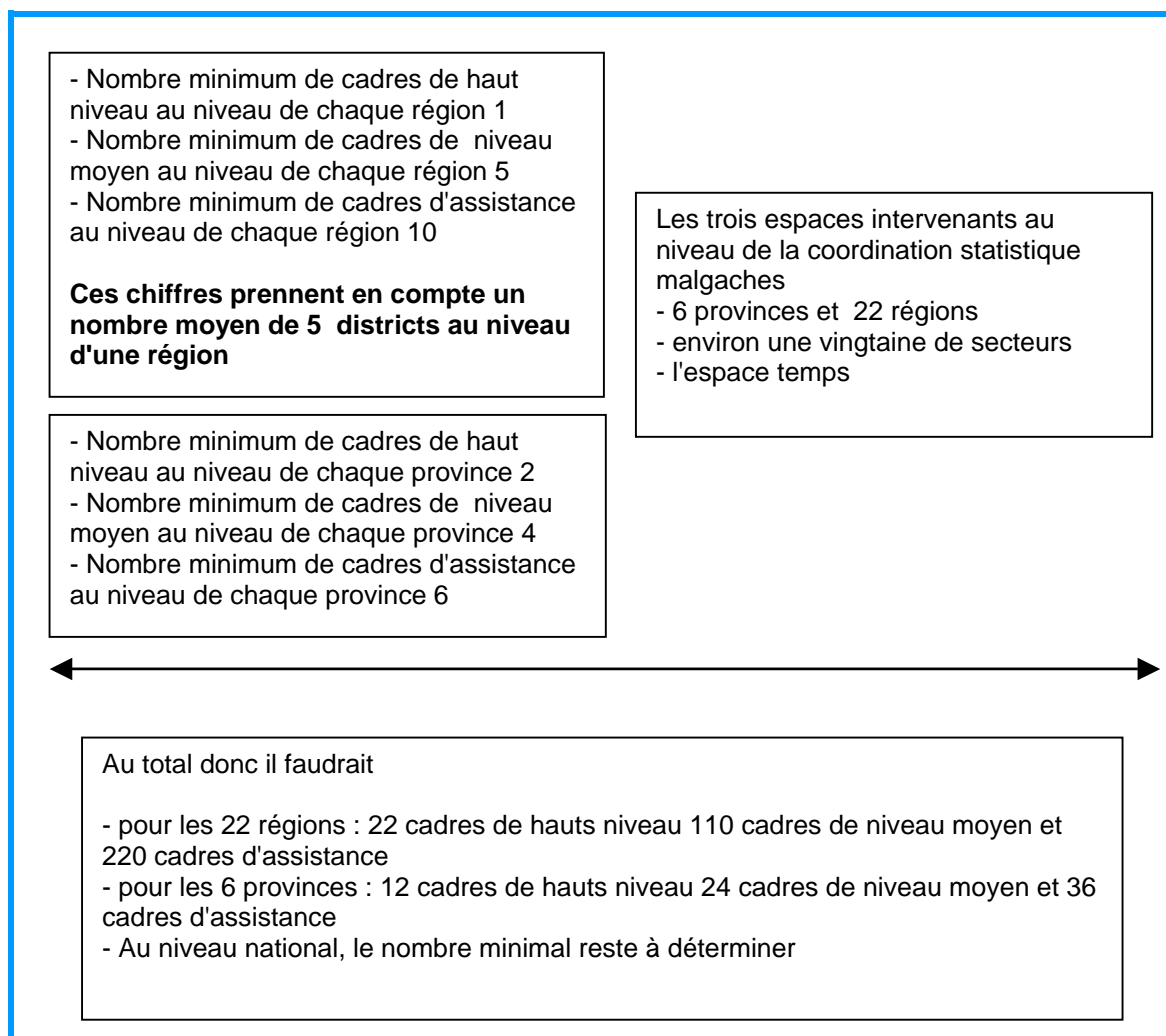 - Nombre minimum de cadres de haut
niveau au niveau de chaque région 1
- Nombre minimum de cadres de  niveau
moyen au niveau de chaque région 5
- Nombre minimum de cadres d'assistance
au niveau de chaque région 10
Ces chiffres prennent en compte un
nombre moyen de 5  districts au niveau
d'une région
Les trois espaces intervenants au
niveau de la coordination statistique
malgaches
- 6 provinces et  22 régions
- environ une vingtaine de secteurs
- l'espace temps
- Nombre minimum de cadres de haut
niveau au niveau de chaque province 2
- Nombre minimum de cadres de  niveau
moyen au niveau de chaque province 4
- Nombre minimum de cadres d'assistance
au niveau de chaque province 6
Au total donc il faudrait
- pour les 22 régions : 22 cadres de hauts niveau 110 cadres de niveau moyen et
220 cadres d'assistance
- pour les 6 provinces : 12 cadres de hauts niveau 24 cadres de niveau moyen et 36
cadres d'assistance
- Au niveau national, le nombre minimal reste à déterminer